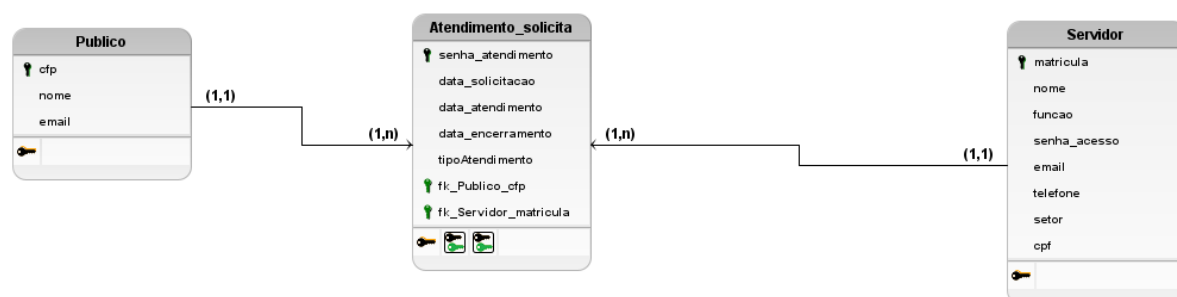 Publico
cfp
nome
email
(1,1)
(1,n)
Atendimento_solicita
senha_atendimento
data_solicitacao
data_atendimento
data_encerramento
tipoAtendimento
fk_Publico_cfp
fk_Servidor_matricula
(1,n)
(1,1)
Servidor
matricula
nome
funcao
senha_acesso
email
telefone
setor
cpf